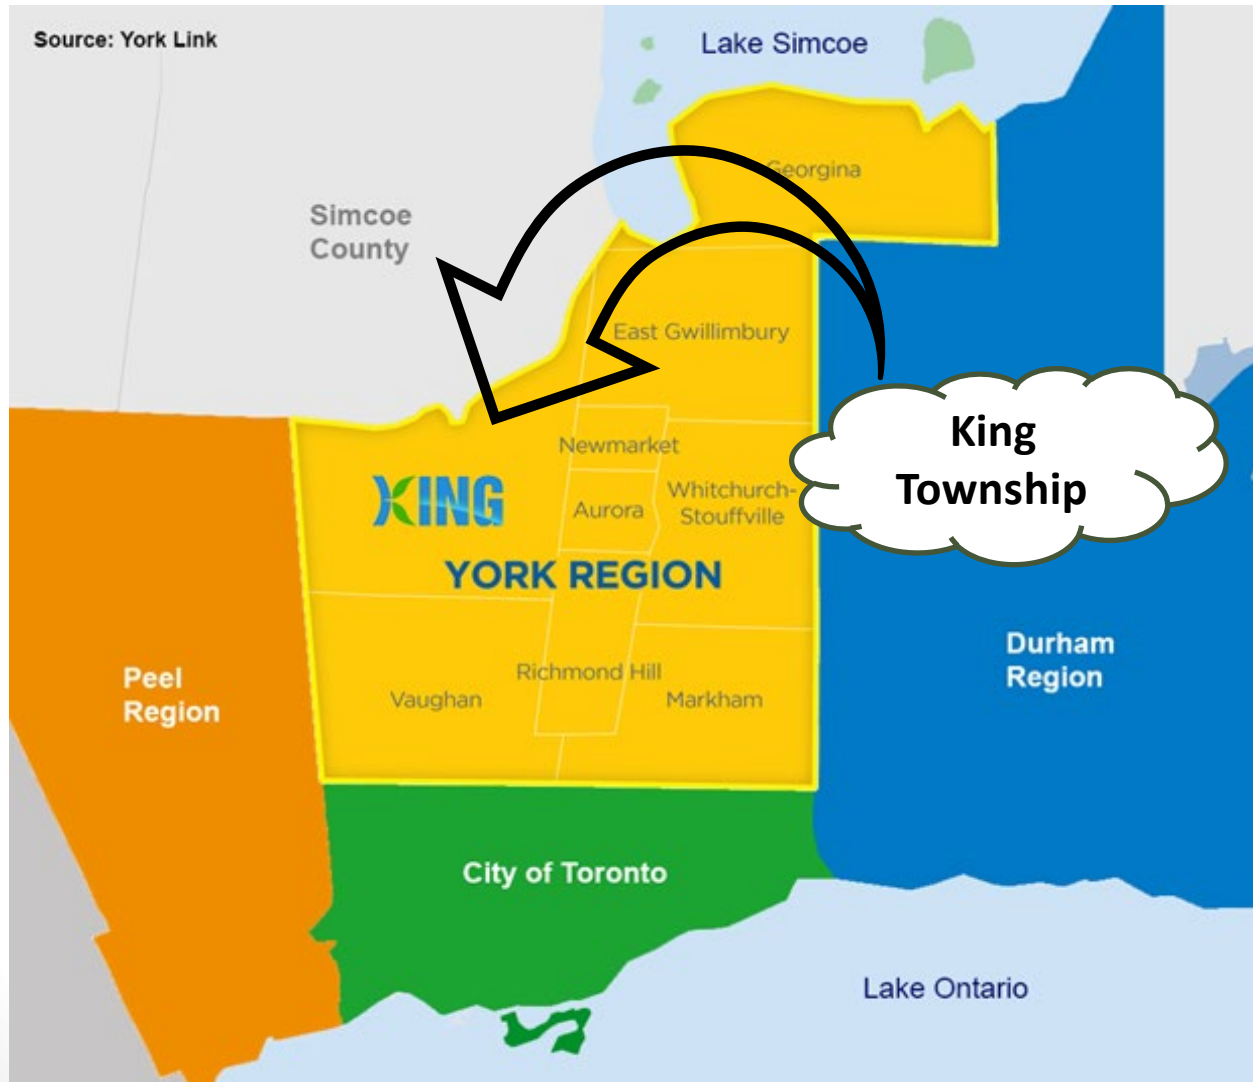 Source: York Link
Lake Simcoe
Georgina
Simcoe
County
East Gwillimbury
King
Township
Newmarket
KING
Aurora
Whitchurch-
Stouffville
YORK REGION
Durham
Region
Peel
Region
Richmond Hill
Vaughan
Markham
City of Toronto
Lake Ontario